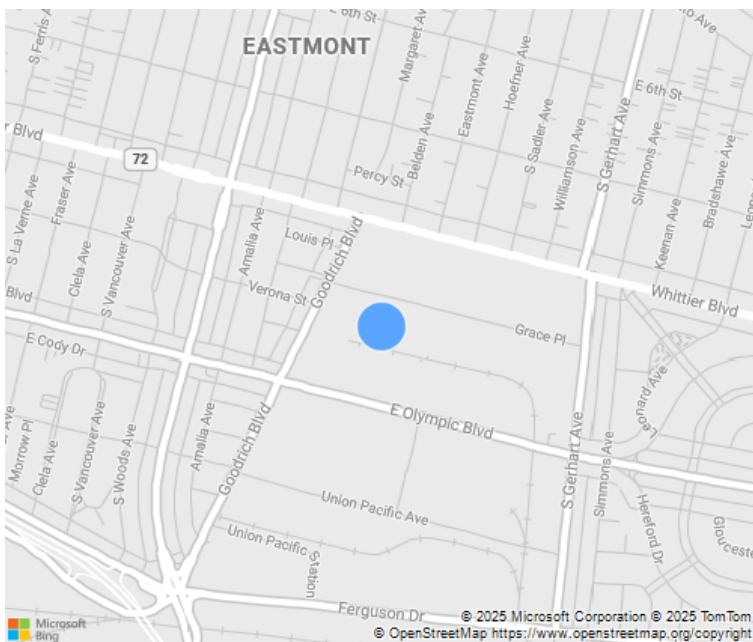 E 6th St
EASTMONT
S Ferris Ave
Margaret Ave
Eastmont Ave
Hoefner Ave
E 6th St
S Gerhart Ave
Belden Ave
S Sadler Ave
Williamson Ave
Simmons Ave
Bradshawe Ave
Keenan Ave
r Blvd
72
Percy St
S La Verne Ave
Fraser Ave
Clela Ave
S Vancouver Ave
Amalia Ave
Louis Pl
Goodrich Blvd
Whittier Blvd
Blvd
Verona St
Grace Pl
E Cody Dr
Leonard Ave
E Olympic Blvd
Morrow Pl
Clela Ave
S Vancouver Ave
S Woods Ave
Amalia Ave
Goodrich Blvd
S Gerhart Ave
Simmons Ave
Hereford Dr
Glouceste
Union Pacific Ave
Union Pacific Station
Ferguson Dr
Microsoft
Bing
© 2025 Microsoft Corporation © 2025 TomTom
© OpenStreetMap https://www.openstreetmap.org/copyright